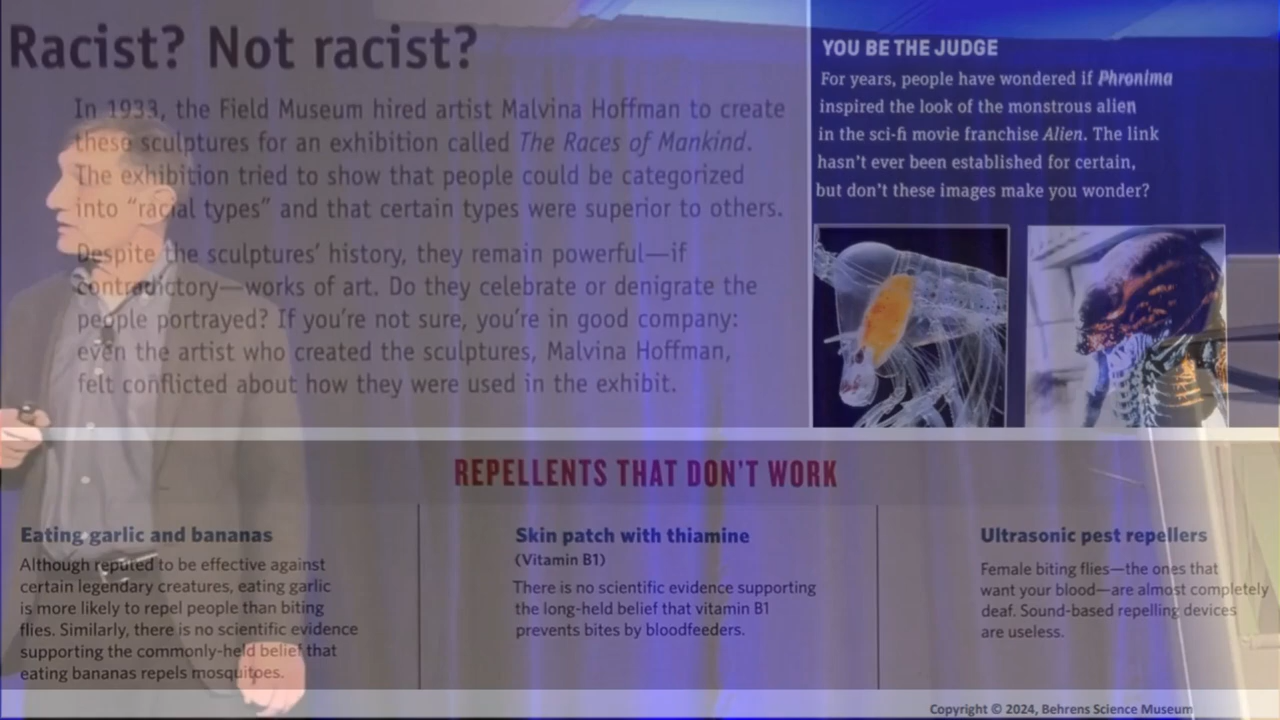 Racist? Not racist?
In 1933, the Field Museum hired artist Malvina Hoffman to create
these sculptures for an exhibition called The Races of Mankind.
The exhibition tried to show that people could be categorized
into “racial types” and that certain types were superior to others.
Despite the sculptures’ history, they remain powerful—if
contradictory—works of art. Do they celebrate or denigrate the
people portrayed? If you’re not sure, you’re in good company:
even the artist who created the sculptures, Malvina Hoffman,
felt conflicted about how they were used in the exhibit.
YOU BE THE JUDGE
For years, people have wondered if Phronima
inspired the look of the monstrous alien
in the sci-fi movie franchise Alien. The link
hasn’t ever been established for certain,
but don’t these images make you wonder?
REPELLENTS THAT DON’T WORK
Eating garlic and bananas
Although reputed to be effective against
certain legendary creatures, eating garlic
is more likely to repel people than biting
flies. Similarly, there is no scientific evidence
supporting the commonly-held belief that
eating bananas repels mosquitoes.
Skin patch with thiamine
(Vitamin B1)
There is no scientific evidence supporting
the long-held belief that vitamin B1
prevents bites by bloodfeeders.
Ultrasonic pest repellers
Female biting flies—the ones that
want your blood—are almost completely
deaf. Sound-based repelling devices
are useless.
Copyright © 2024, Behrens Science Museum